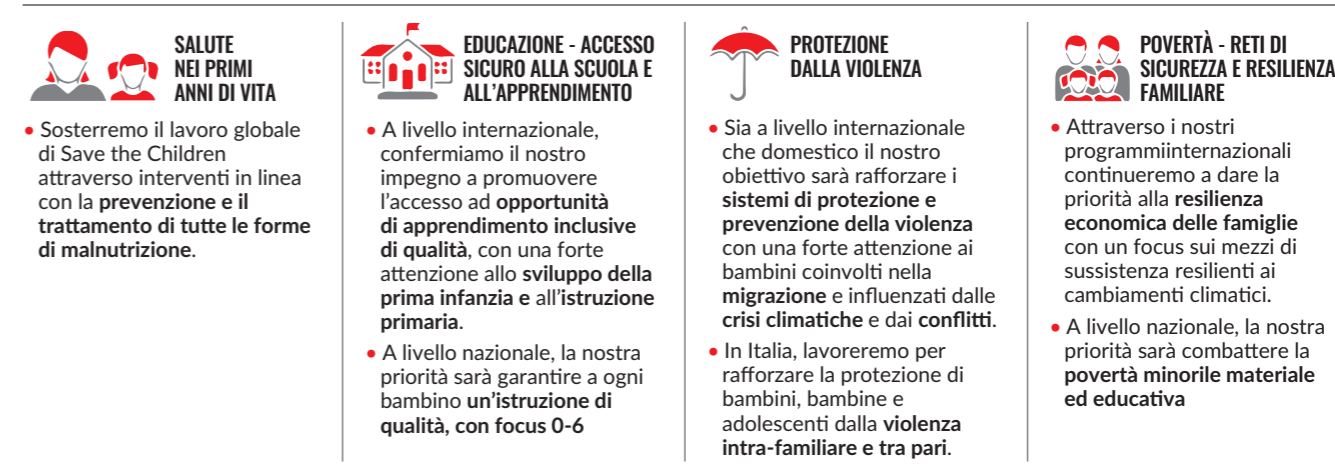 SALUTE
NEI PRIMI
ANNI DI VITA
• Sosterremo il lavoro globale
di Save the Children
attraverso interventi in linea
con la prevenzione e il
trattamento di tutte le forme
di malnutrizione.
EDUCAZIONE - ACCESSO
SICURO ALLA SCUOLA E
ALL'APPRENDIMENTO
• A livello internazionale,
confermiamo il nostro
impegno a promuovere
l'accesso ad opportunità
di apprendimento inclusive
di qualità, con una forte
attenzione allo sviluppo della
prima infanzia e all'istruzione
primaria.
• A livello nazionale, la nostra
priorità sarà garantire a ogni
bambino un'istruzione di
qualità, con focus 0-6
PROTEZIONE
DALLA VIOLENZA
• Sia a livello internazionale
che domestico il nostro
obiettivo sarà rafforzare i
sistemi di protezione e
prevenzione della violenza
con una forte attenzione ai
bambini coinvolti nella
migrazione e influenzati dalle
crisi climatiche e dai conflitti.
• In Italia, lavoreremo per
rafforzare la protezione di
bambini, bambine e
adolescenti dalla violenza
intra-familiare e tra pari.
POVERTÀ - RETI DI
SICUREZZA E RESILIENZA
FAMILIARE
• Attraverso i nostri
programmiinternazionali
continueremo a dare la
priorità alla resilienza
economica delle famiglie
con un focus sui mezzi di
sussistenza resilienti ai
cambiamenti climatici.
• A livello nazionale, la nostra
priorità sarà combattere la
povertà minorile materiale
ed educativa